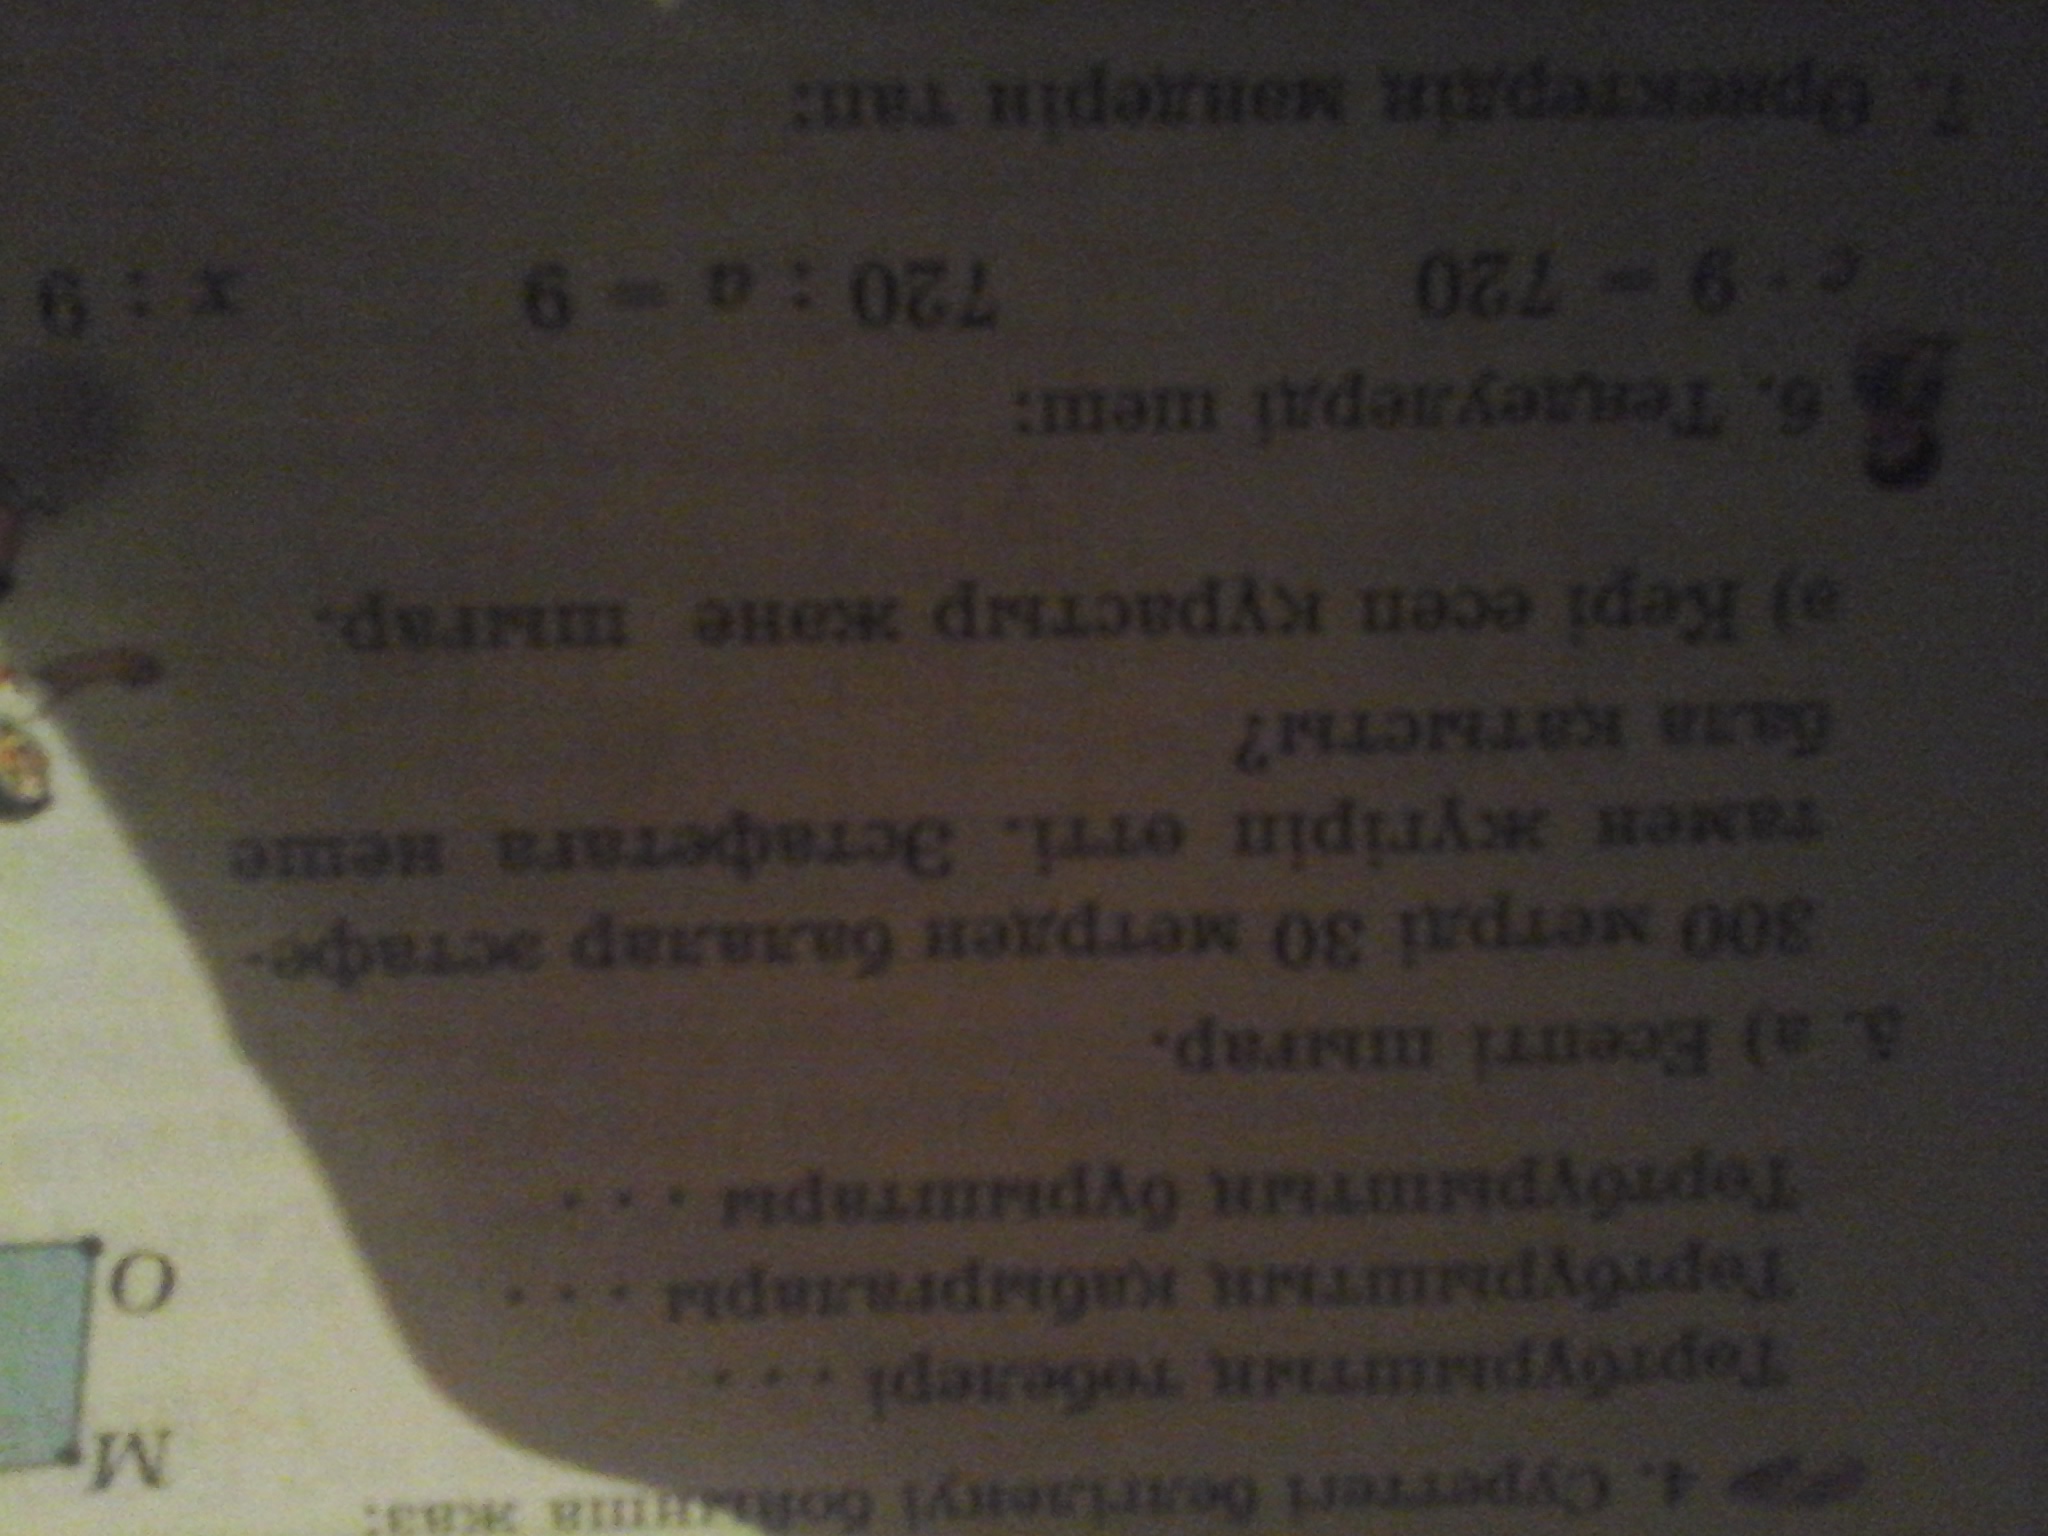 4. Суреттегі белгіленуі бойынша жаз:
Төртбұрыштың төбелері . . .
Төртбұрыштың қабырғалары . . .
Төртбұрыштың бұрыштары . . .
M
O
5. а) Есепті шығар.
300 метрді 30 метрден балалар эстафе-
тамен жүгіріп өтті. Эстафетаға неше
бала қатысты?
ә) Кері есеп құрастыр және шығар.
6. Теңдеулерді шеш:
c · 9 = 720 720 : a = 9 x : 9
7. Өрнектердің мәндерін тап: